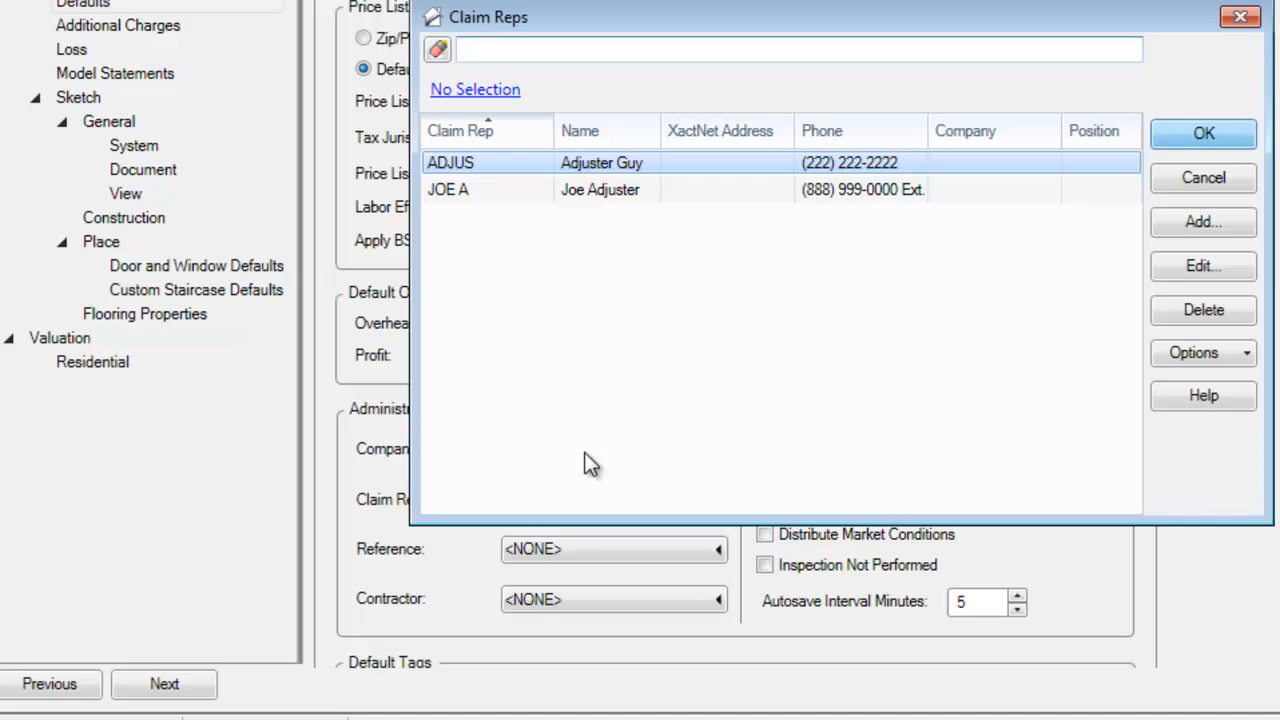 Defaults
Additional Charges
Loss
Model Statements
Sketch
General
System
Document
View
Construction
Place
Door and Window Defaults
Custom Staircase Defaults
Flooring Properties
Valuation
Residential
Previous
Next
Price List
Zip/P
Defau
Price Lis
Tax Juris
Price Lis
Labor Ef
Apply BS
Default O
Overhea
Profit:
Administr
Compan
Claim Re
Reference:
<NONE>
Contractor:
<NONE>
Distribute Market Conditions
Inspection Not Performed
Autosave Interval Minutes:
5
Default Tags
Claim Reps
No Selection
Claim Rep Name XactNet Address Phone Company Position
ADJUS Adjuster Guy (222) 222-2222
JOE A Joe Adjuster (888) 999-0000 Ext.
OK
Cancel
Add...
Edit...
Delete
Options
Help